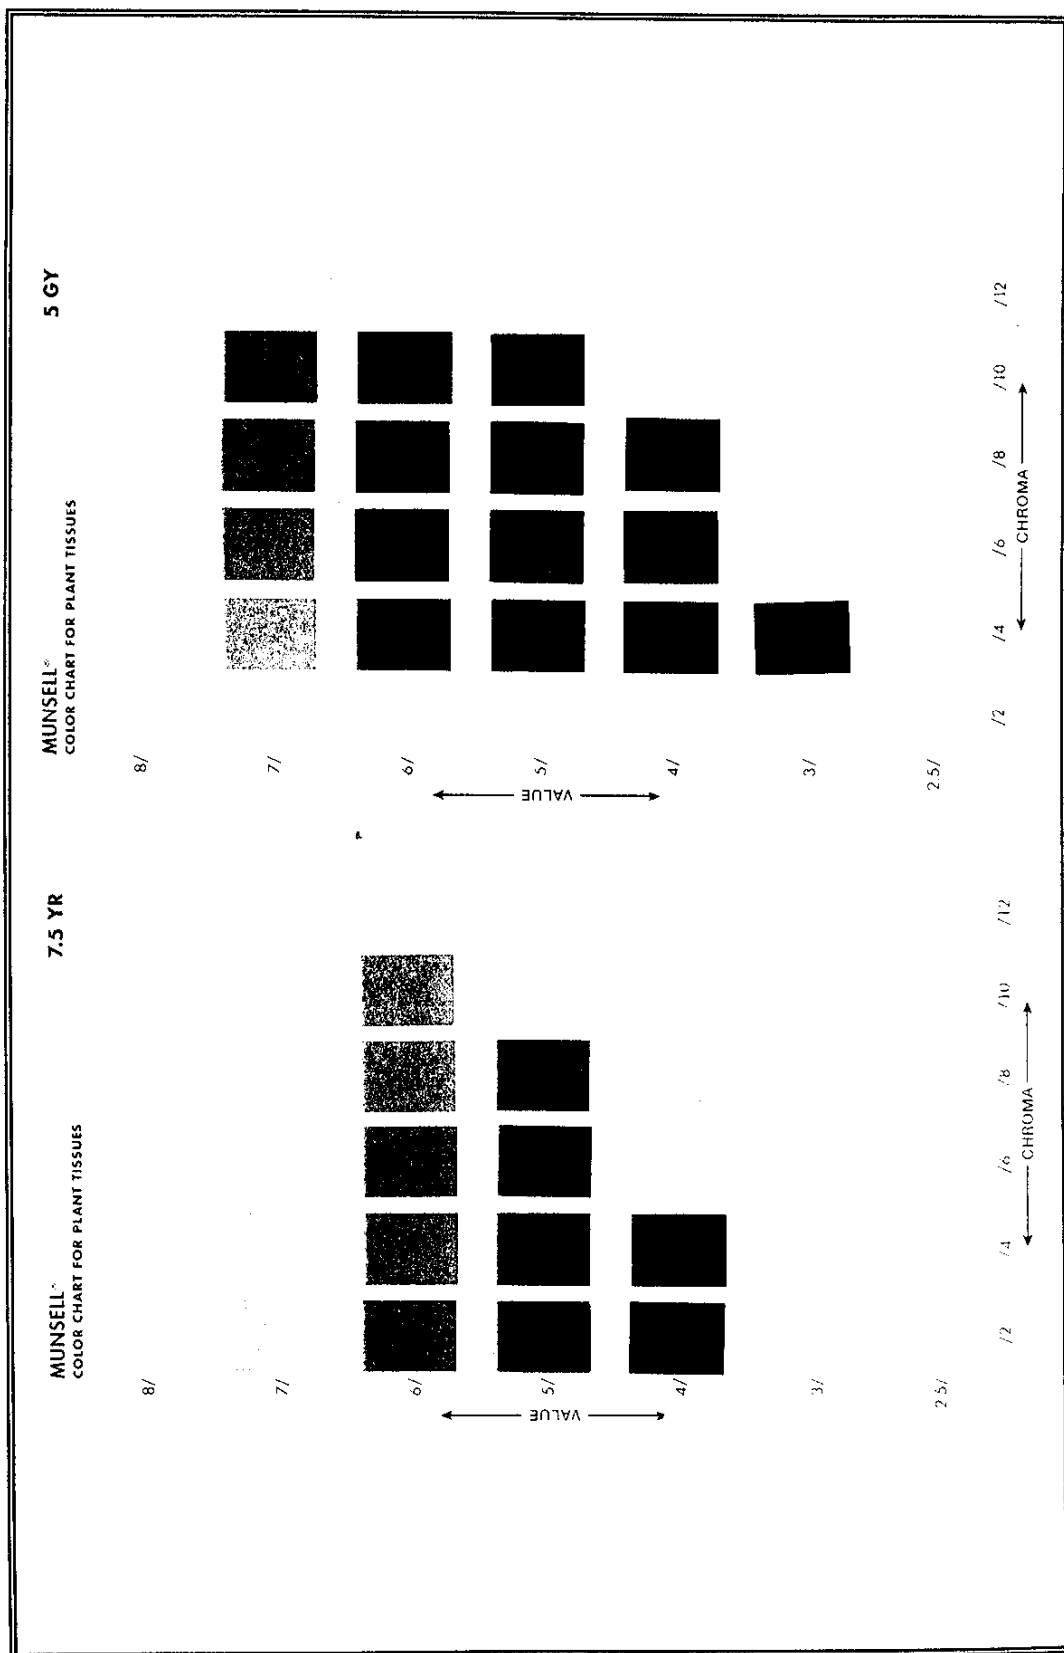 MUNSELL®
COLOR CHART FOR PLANT TISSUES
7.5 YR
8/
7/
6/
5/
4/
3/
2.5/
VALUE
/2
/4
/6
/8
/10
/12
CHROMA
MUNSELL®
COLOR CHART FOR PLANT TISSUES
5 GY
8/
7/
6/
5/
4/
3/
2.5/
VALUE
/2
/4
/6
/8
/10
/12
CHROMA